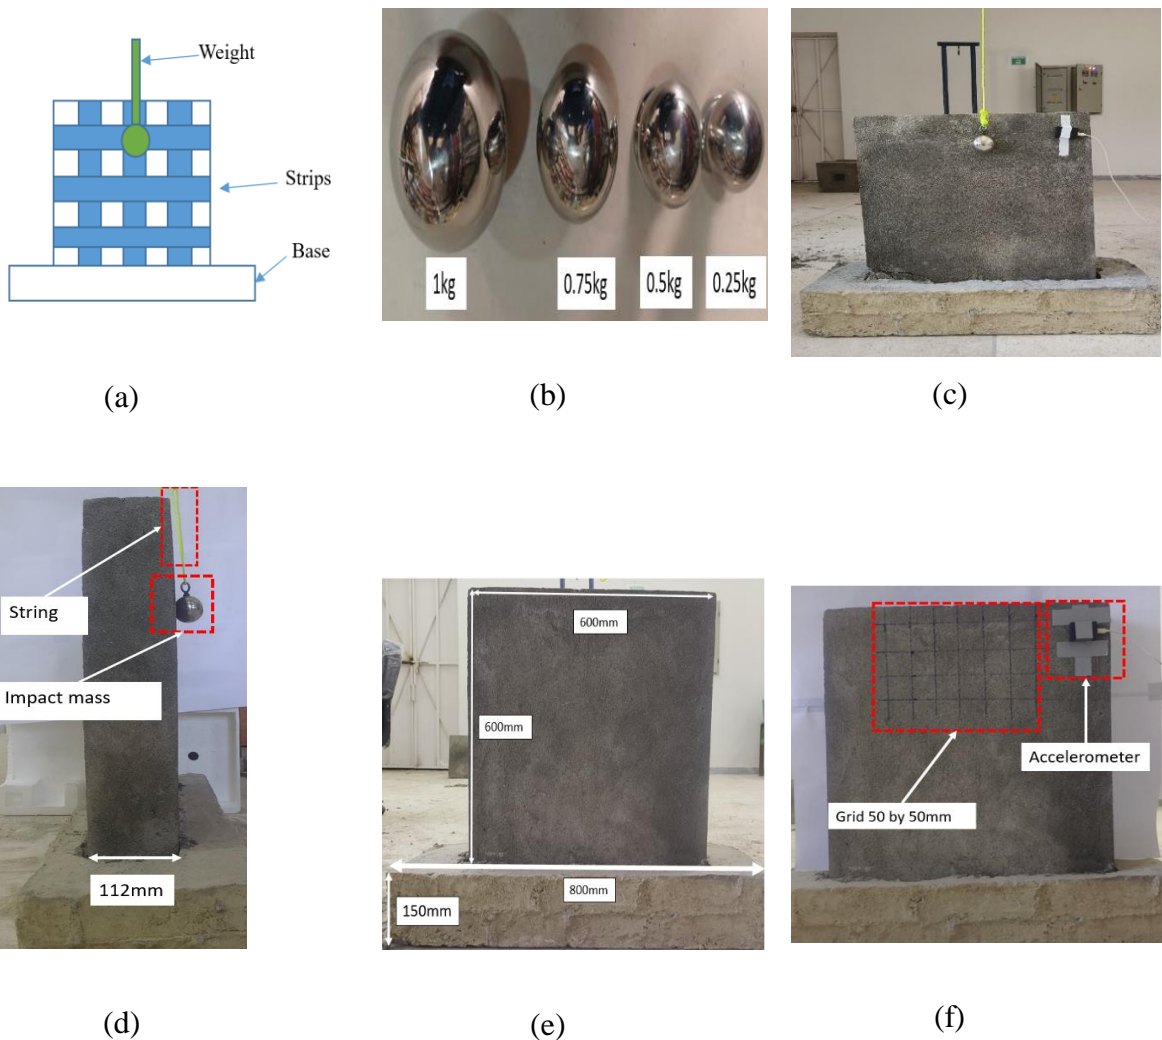 Weight
Strips
Base
1kg
0.75kg
0.5kg
0.25kg
(a)
(b)
(c)
String
Impact mass
112mm
600mm
600mm
800mm
150mm
Accelerometer
Grid 50 by 50mm
(d)
(e)
(f)